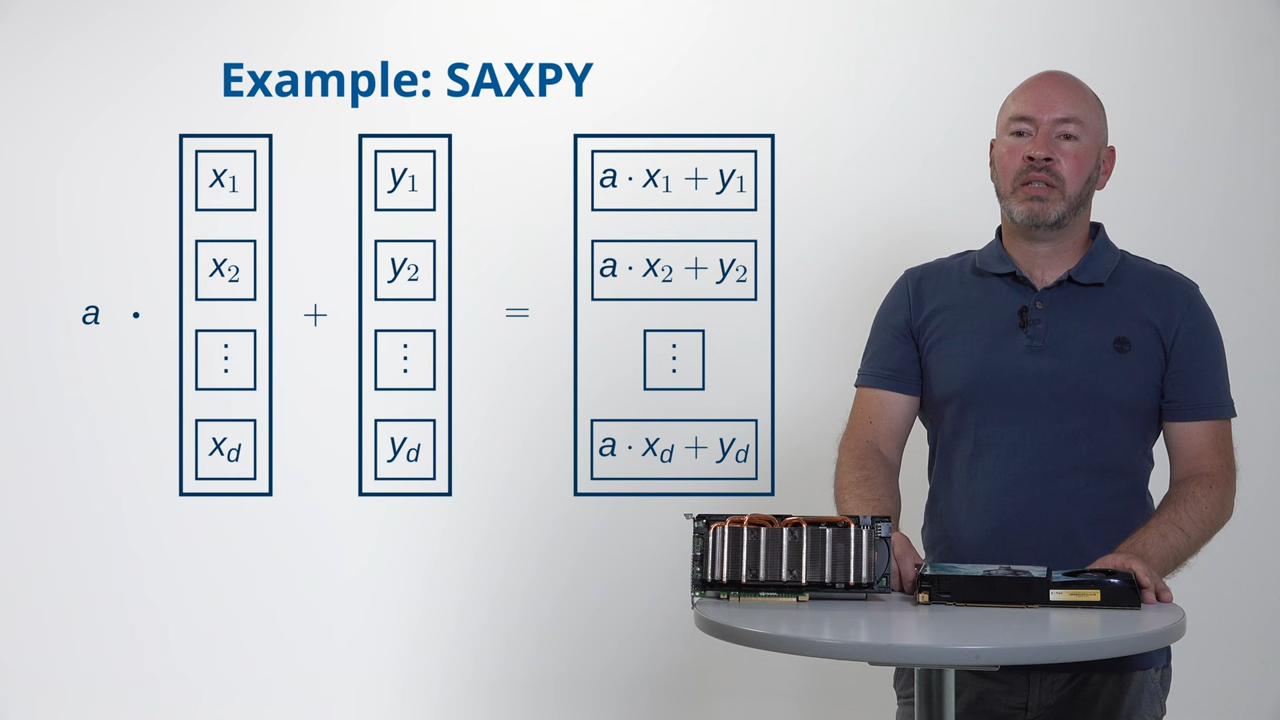 Example: SAXPY
a · x₁ + y₁ = a · x₁ + y₁
x₂ y₂ a · x₂ + y₂
⋮ ⋮ ⋮
x_d y_d a · x_d + y_d